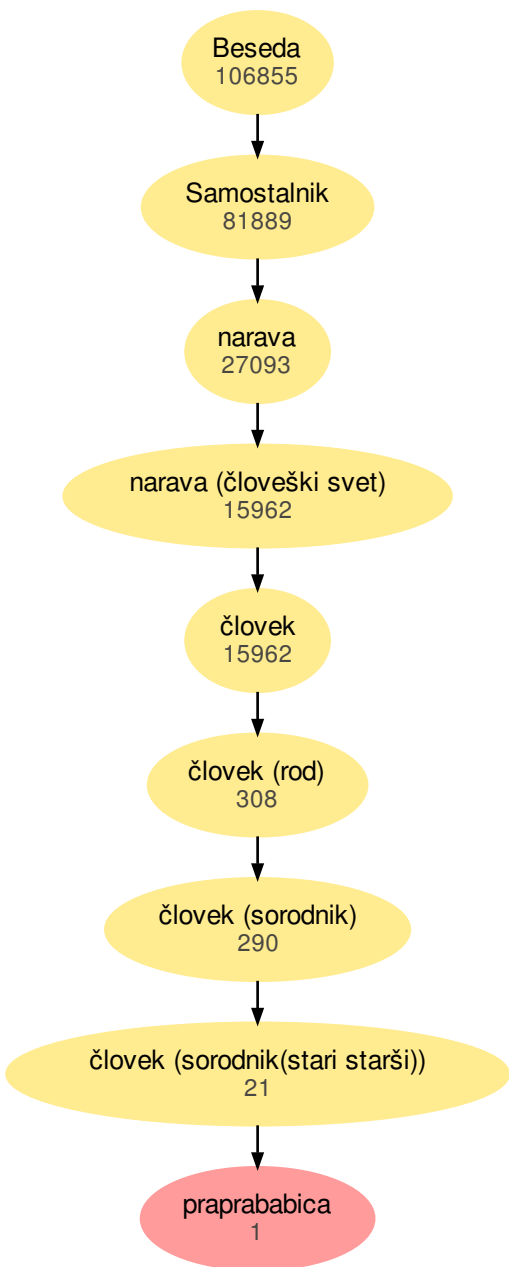 Beseda
106855
Samostalnik
81889
narava
27093
narava (človeški svet)
15962
človek
15962
človek (rod)
308
človek (sorodnik)
290
človek (sorodnik(stari starši))
21
praprababica
1